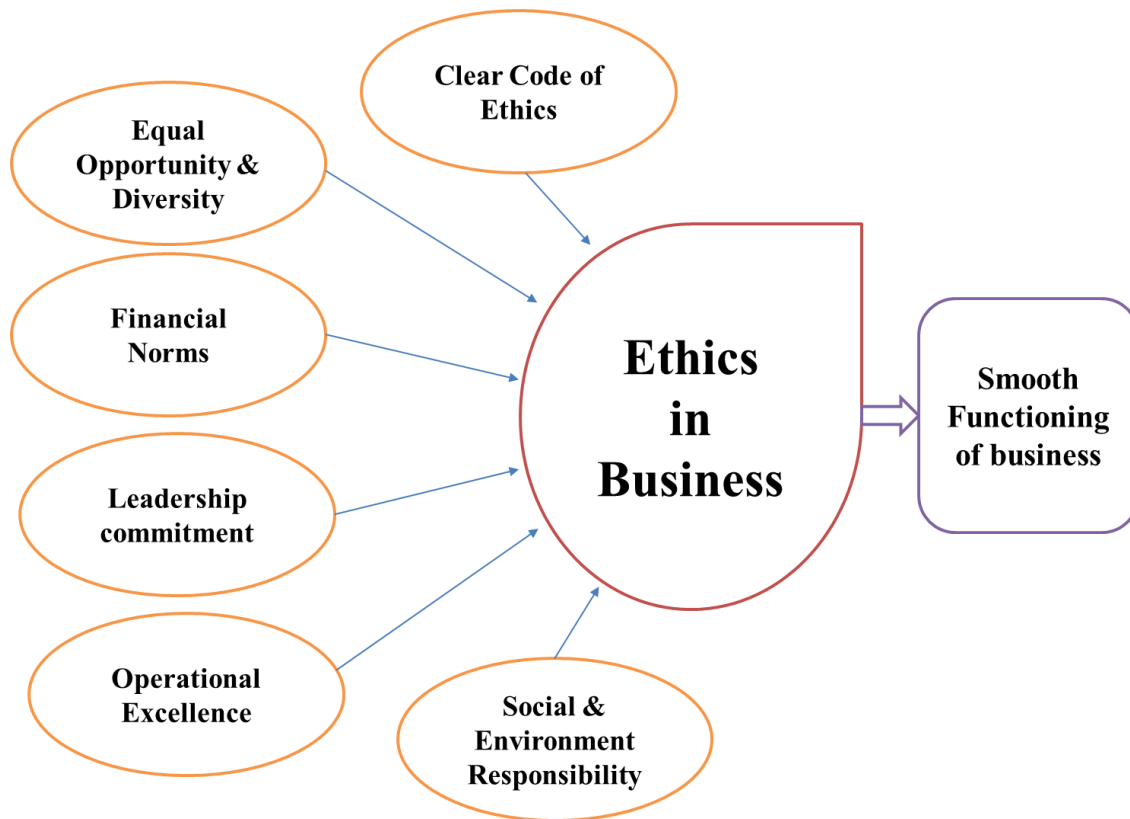 Clear Code of
Ethics
Equal
Opportunity &
Diversity
Financial
Norms
Leadership
commitment
Operational
Excellence
Social &
Environment
Responsibility
Ethics
in
Business
Smooth
Functioning
of business